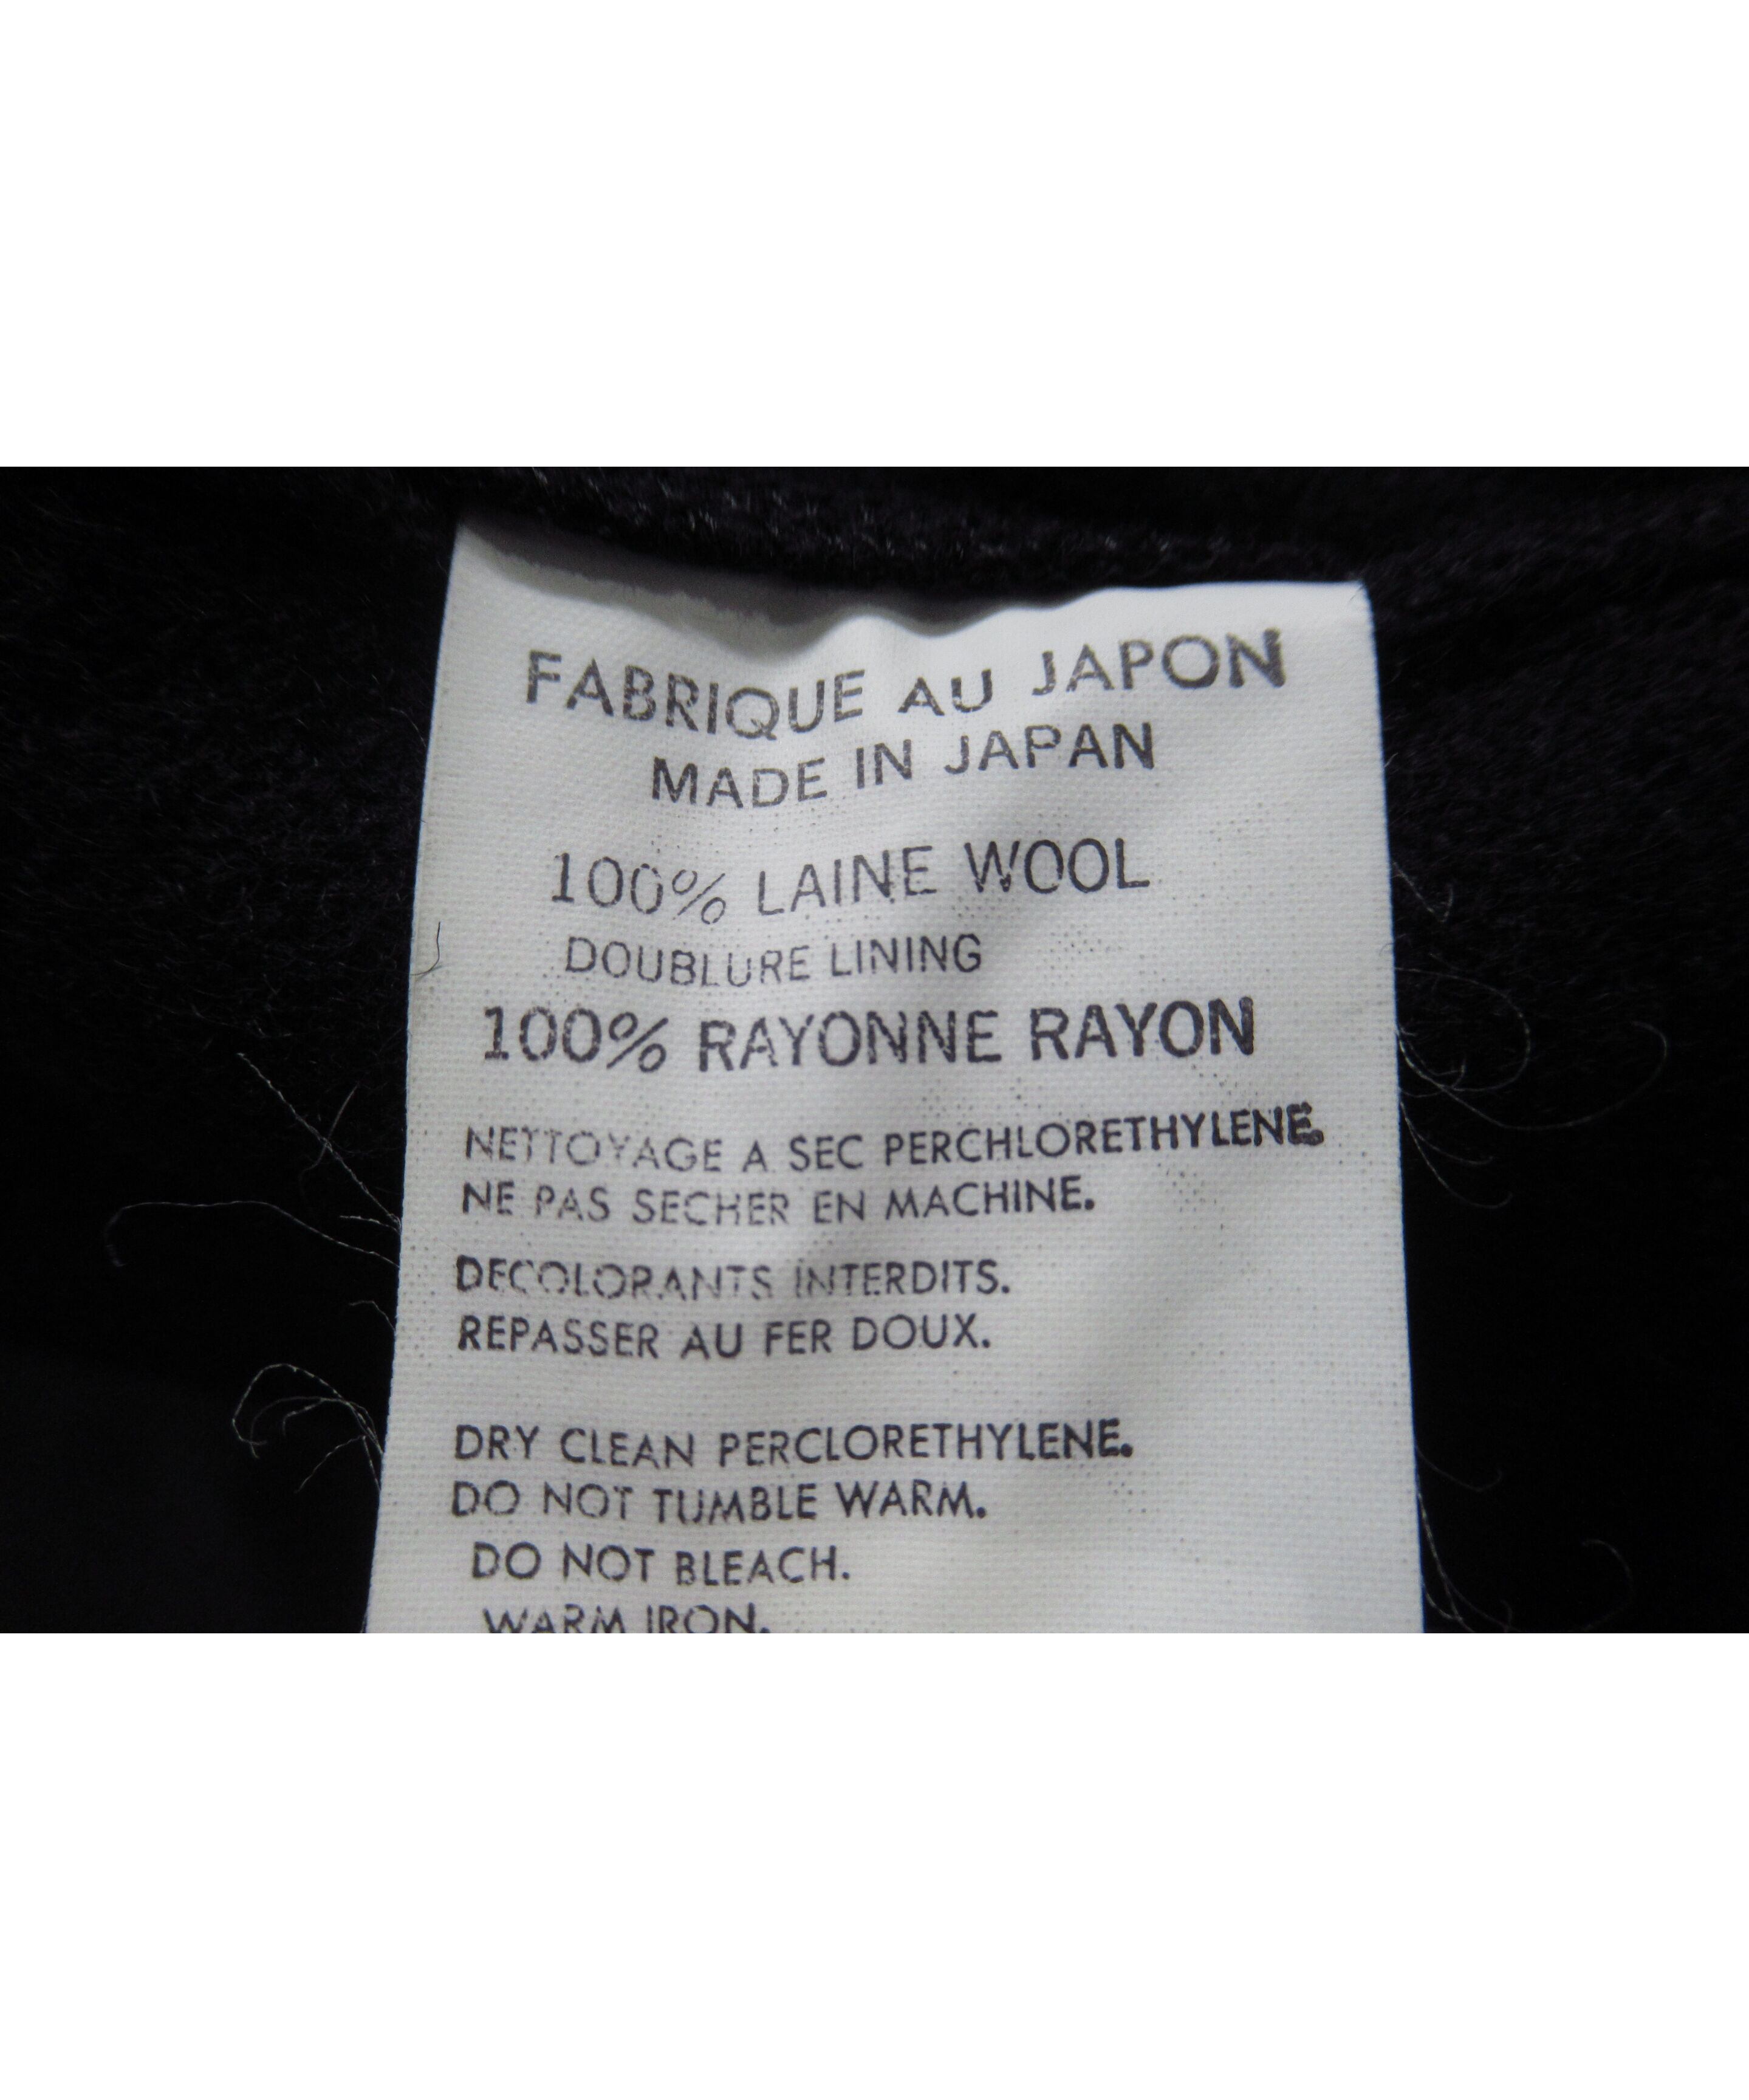 FABRIQUE AU JAPON
MADE IN JAPAN
100% LAINE WOOL
DOUBLURE LINING
100% RAYONNE RAYON
NETTOYAGE A SEC PERCHLORETHYLENE.
NE PAS SECHER EN MACHINE.
DECOLORANTS INTERDITS.
REPASSER AU FER DOUX.
DRY CLEAN PERCLORETHYLENE.
DO NOT TUMBLE WARM.
DO NOT BLEACH.
WARM IRON.